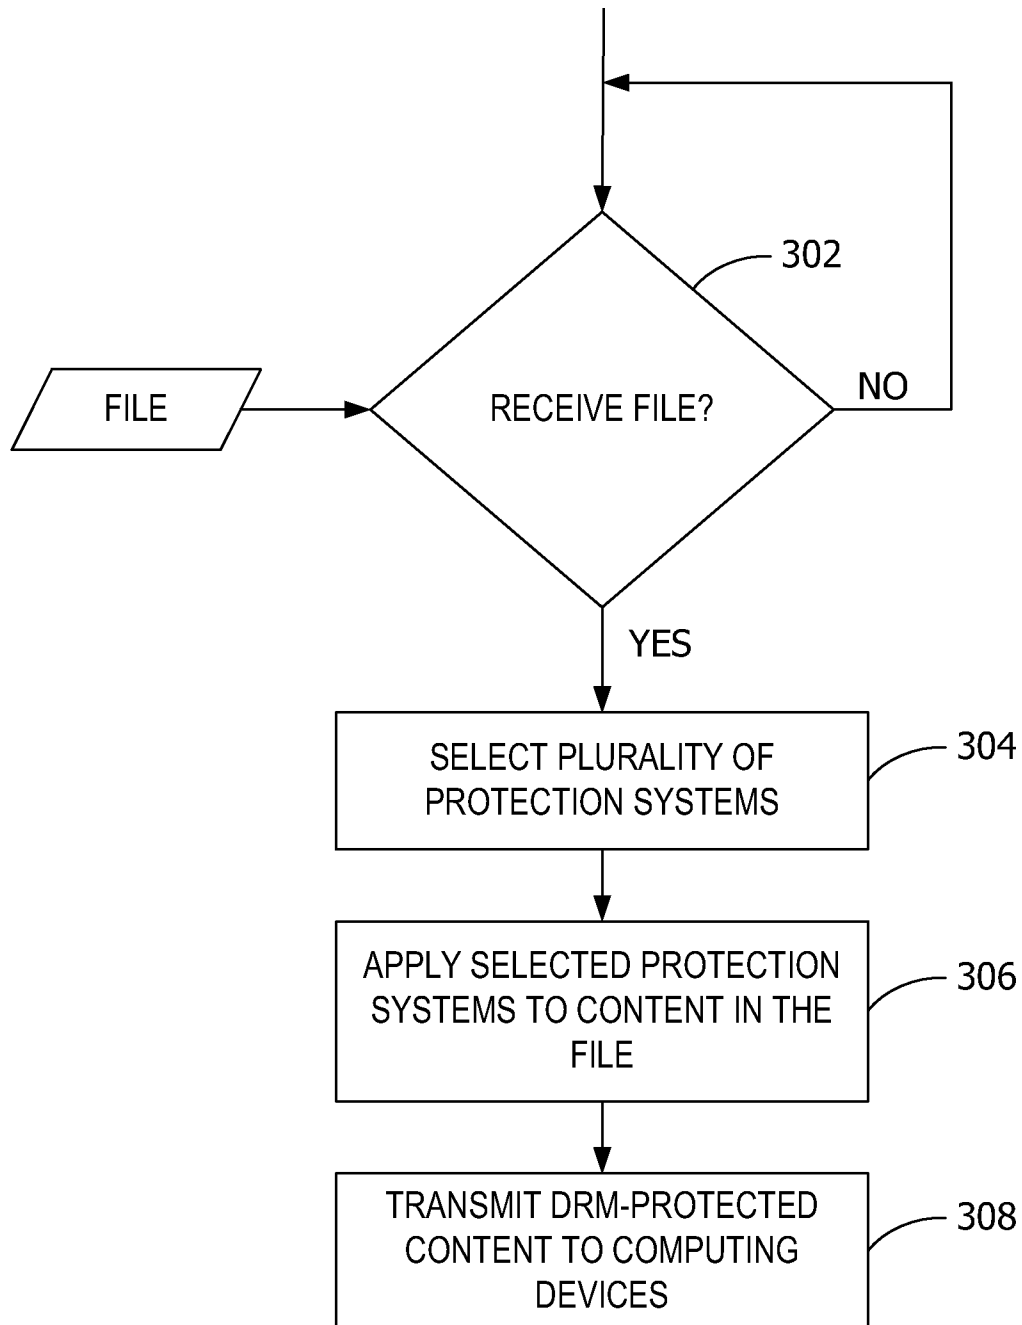 302
FILE
RECEIVE FILE?
NO
YES
SELECT PLURALITY OF
PROTECTION SYSTEMS
304
APPLY SELECTED PROTECTION
SYSTEMS TO CONTENT IN THE
FILE
306
TRANSMIT DRM-PROTECTED
CONTENT TO COMPUTING
DEVICES
308